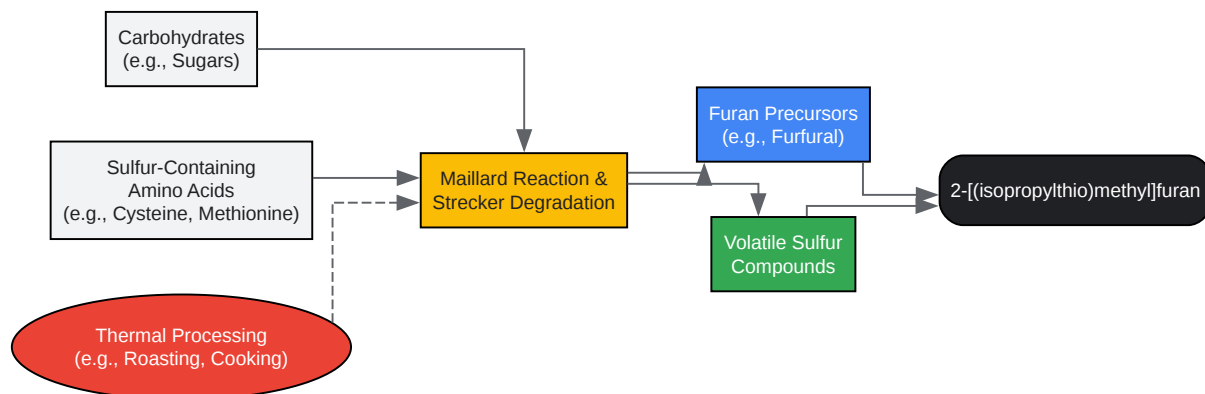 Carbohydrates
(e.g., Sugars)
Sulfur-Containing
Amino Acids
(e.g., Cysteine, Methionine)
Thermal Processing
(e.g., Roasting, Cooking)
Maillard Reaction &
Strecker Degradation
Furan Precursors
(e.g., Furfural)
Volatile Sulfur
Compounds
2-[(isopropylthio)methyl]furan